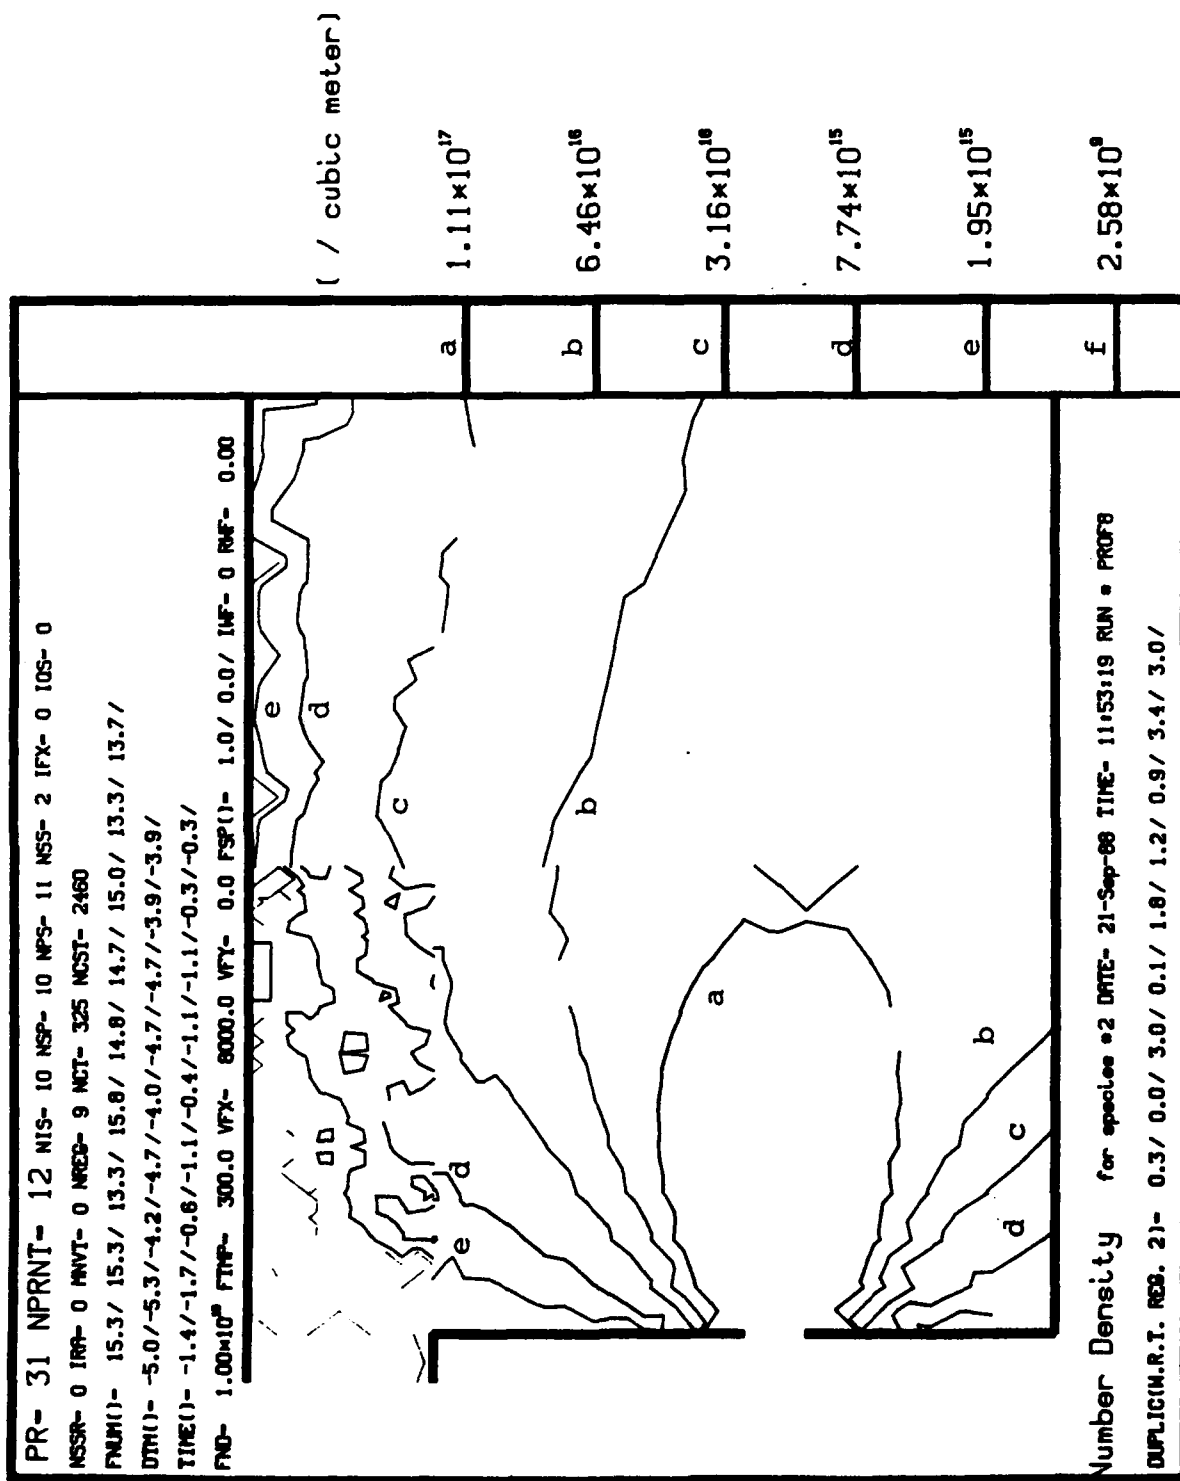 PR= 31 NPRNT= 12 NIS= 10 NSP= 10 NPS= 11 NSS= 2 IFX= 0 IOS= 0
NSSR= 0 IRA= 0 MNVT= 0 NREG= 9 NCT= 325 NCST= 2460
FNUM()= 15.3/ 15.3/ 13.3/ 15.8/ 14.8/ 14.7/ 15.0/ 13.3/ 13.7/
DTM()= -5.0/-5.3/-4.2/-4.7/-4.0/-4.7/-4.7/-3.9/-3.9/
TIME()= -1.4/-1.7/-0.6/-1.1/-0.4/-1.1/-1.1/-0.3/-0.3/
FND= FTMP= 300.0 VFX= 8000.0 VFY= 0.0 FSP()= 1.0/ 0.0/ IWF= 0 RWF= 0.00
e
d
c
b
a
d
e
b
c
d
( / cubic meter)
a 1.11×10¹⁷
b 6.46×10¹⁶
c 3.16×10¹⁶
d 7.74×10¹⁵
e 1.95×10¹⁵
f 2.58×10⁹
Number Density for species #2 DATE= 21-Sep-88 TIME= 11:53:19 RUN # PROF8
DUPLIC(W.R.T. REG. 2)= 0.3/ 0.0/ 3.0/ 0.1/ 1.8/ 1.2/ 0.9/ 3.4/ 3.0/